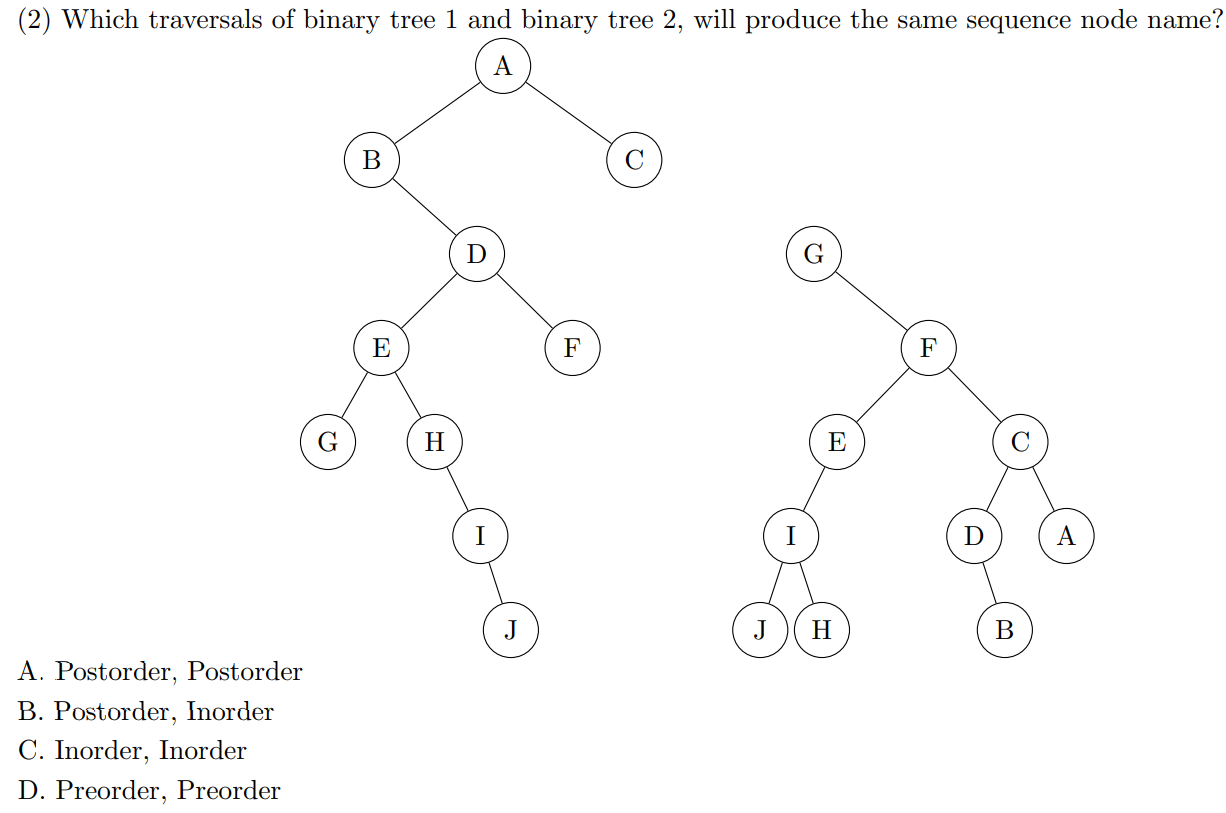 (2) Which traversals of binary tree 1 and binary tree 2, will produce the same sequence node name?
A
B C
D G
E F F
G H E C
I I D A
J J H B
A. Postorder, Postorder
B. Postorder, Inorder
C. Inorder, Inorder
D. Preorder, Preorder